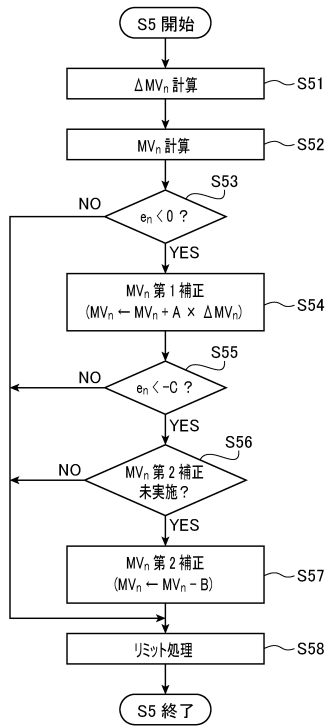 S5 開始
ΔMVn 計算
S51
MVn 計算
S52
S53
NO
en < 0 ?
YES
MVn 第1補正
(MVn ← MVn + A × ΔMVn)
S54
S55
NO
en < -C ?
YES
S56
NO
MVn 第2補正
未実施?
YES
MVn 第2補正
(MVn ← MVn - B)
S57
リミット処理
S58
S5 終了